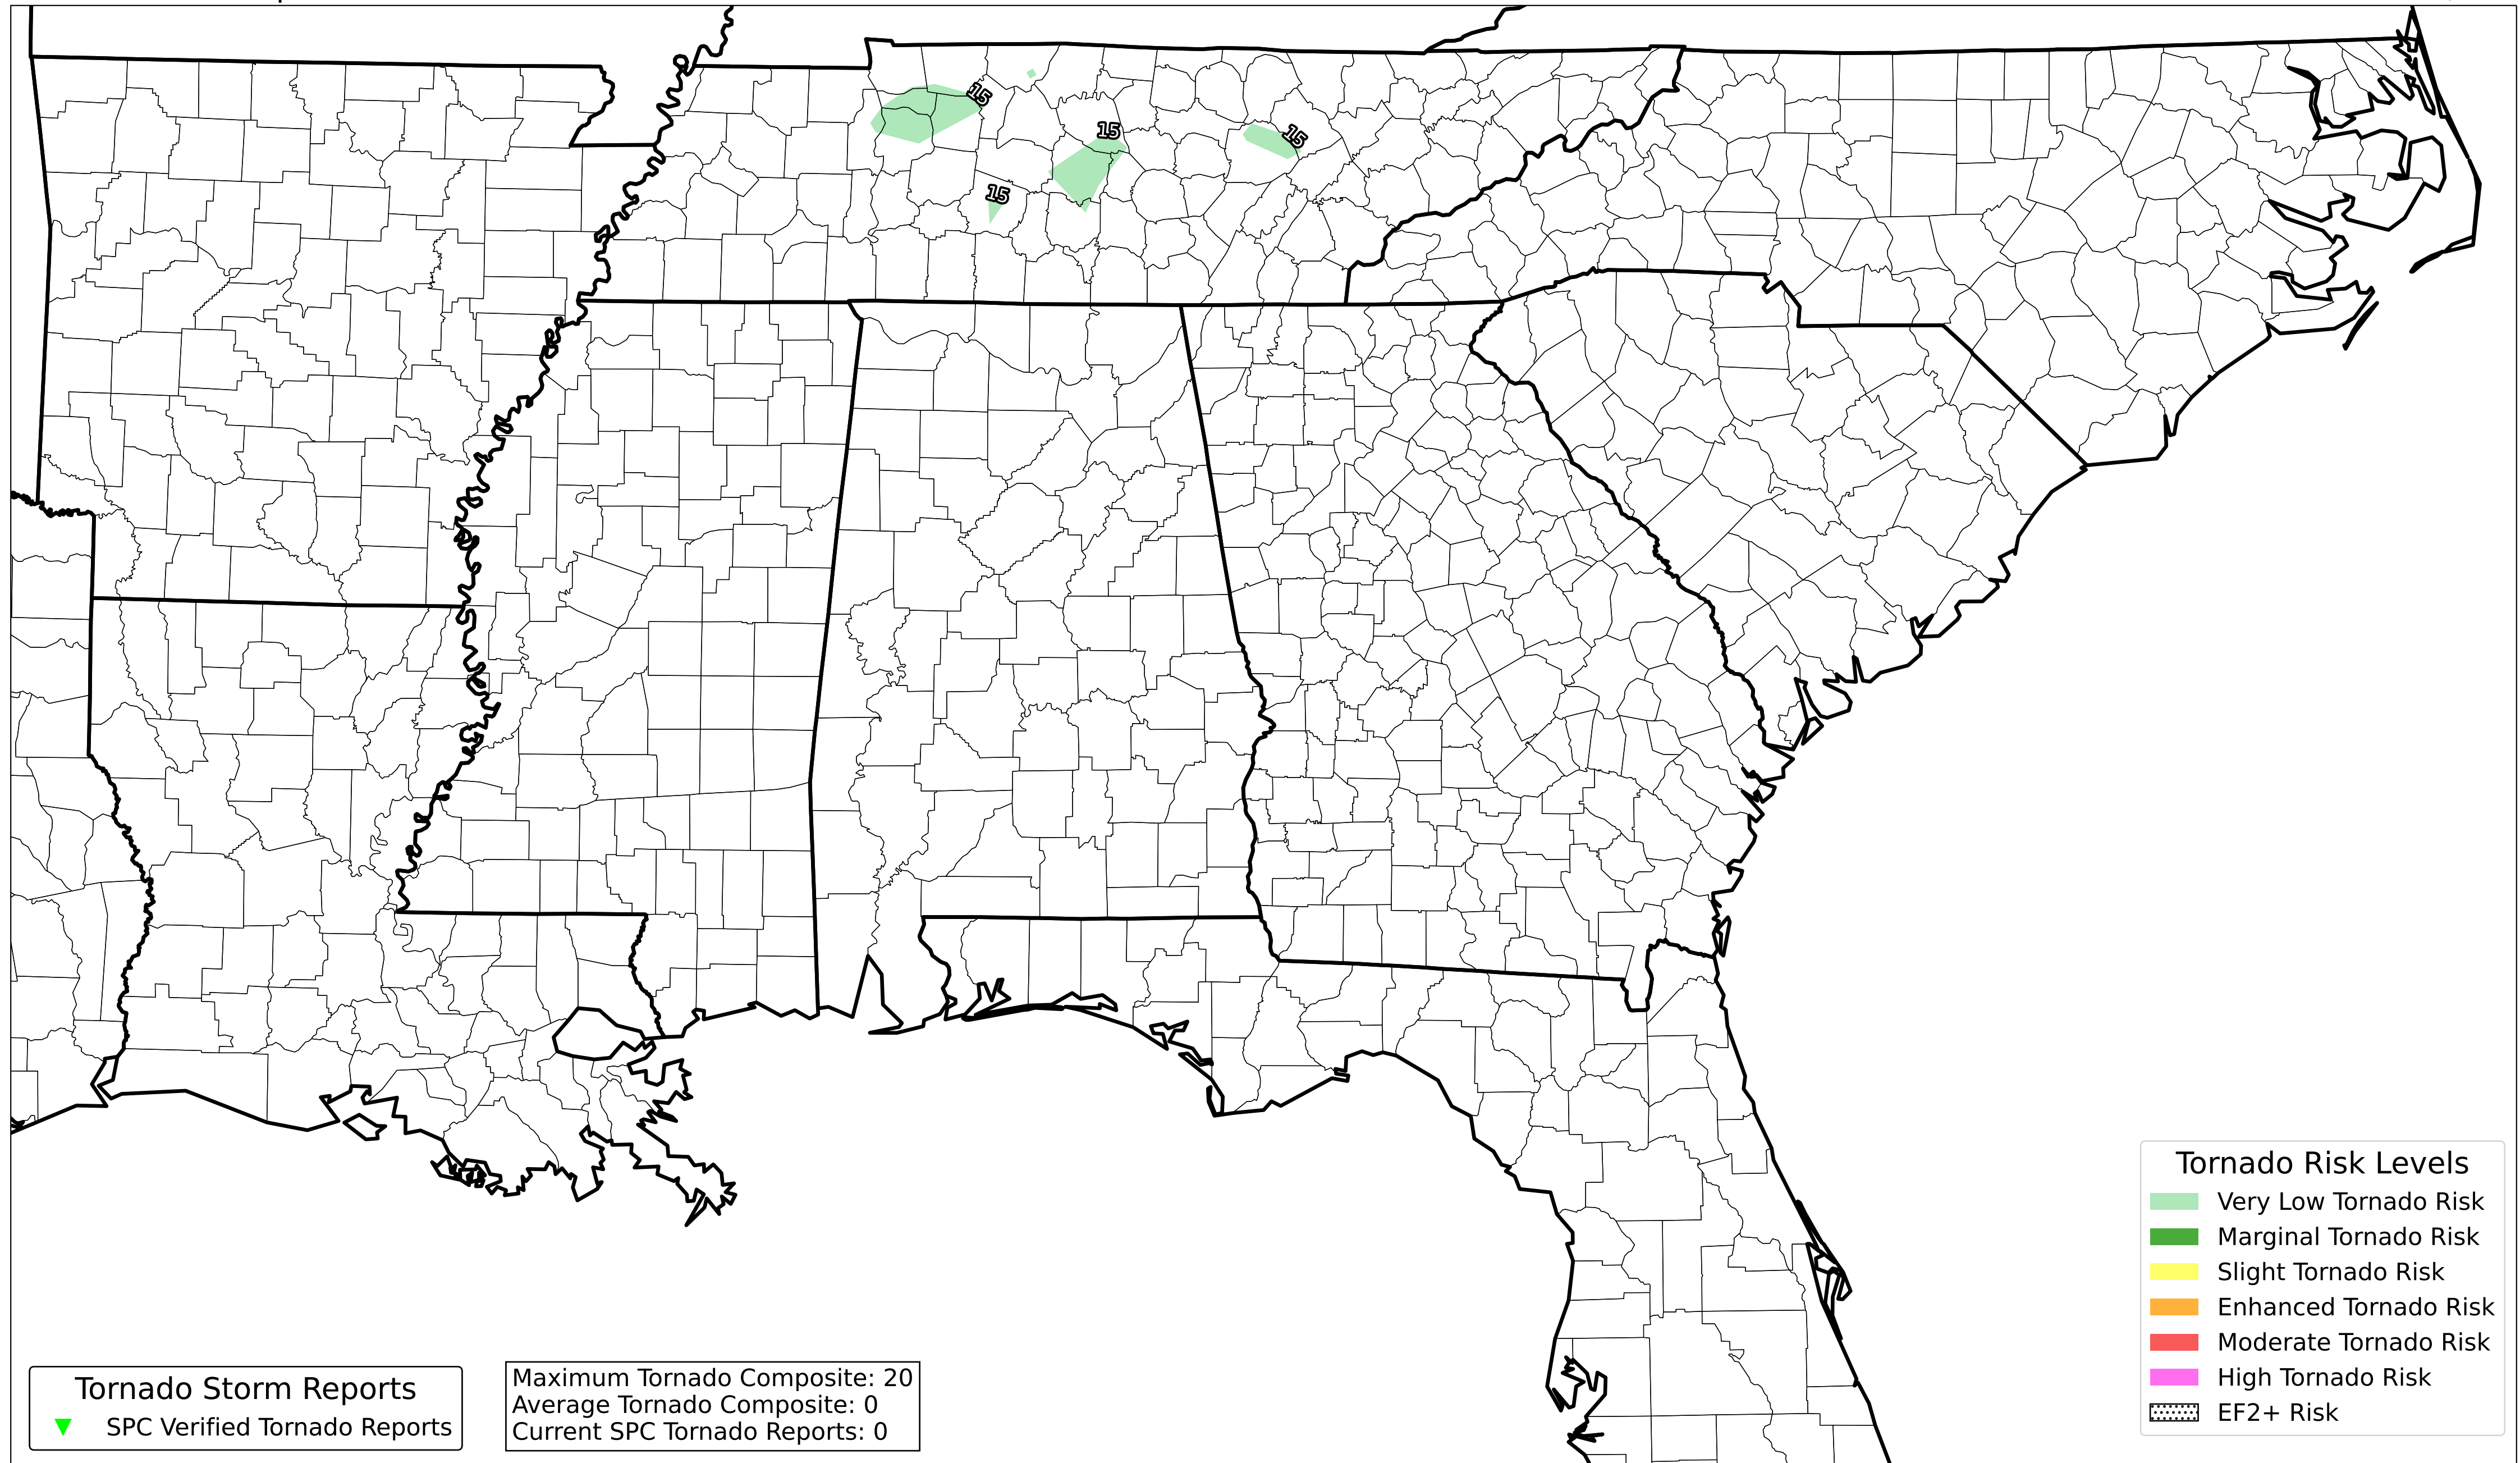 15
15
15
15
Tornado Risk Levels
Very Low Tornado Risk
Marginal Tornado Risk
Slight Tornado Risk
Enhanced Tornado Risk
Moderate Tornado Risk
High Tornado Risk
EF2+ Risk
Tornado Storm Reports
SPC Verified Tornado Reports
Maximum Tornado Composite: 20
Average Tornado Composite: 0
Current SPC Tornado Reports: 0